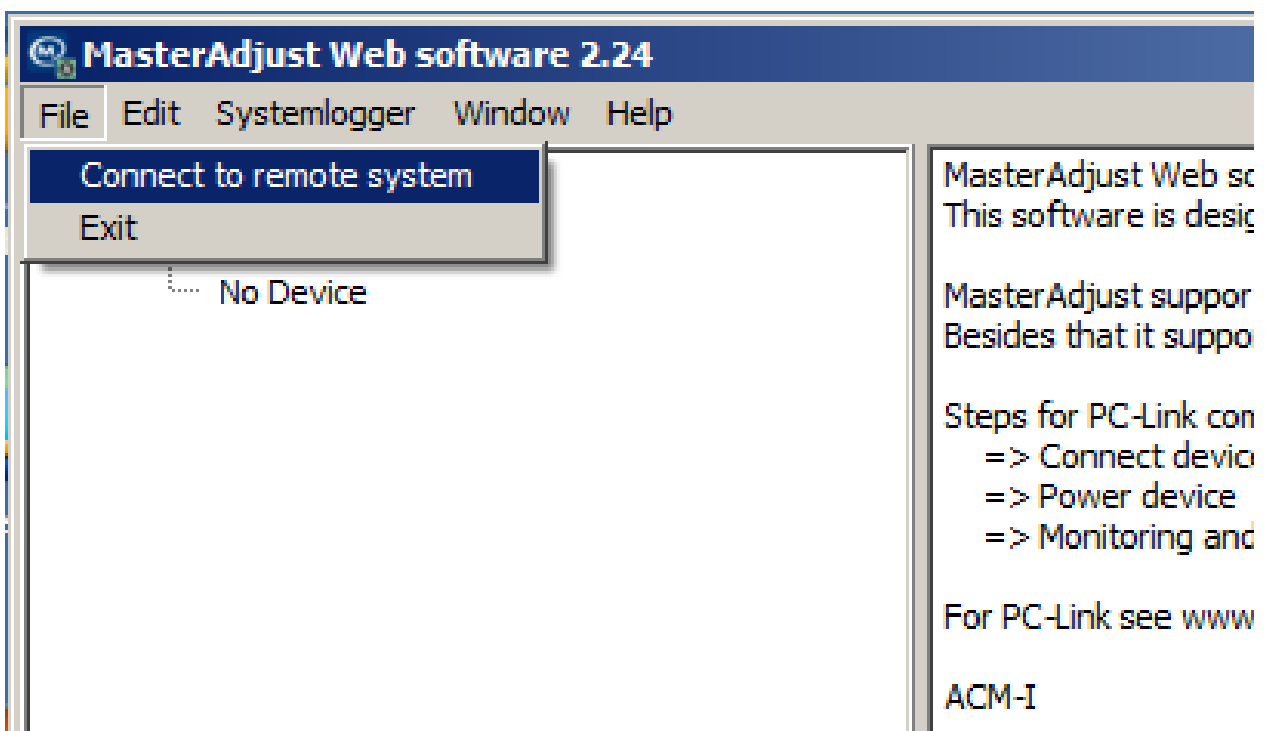 MasterAdjust Web software 2.24
File Edit Systemlogger Window Help
Connect to remote system
Exit
No Device
MasterAdjust Web
This software is
MasterAdjust
Besides that it
Steps for PC-Link
=> Connect
=> Power device
=> Monitoring and
For PC-Link see www
ACM-I